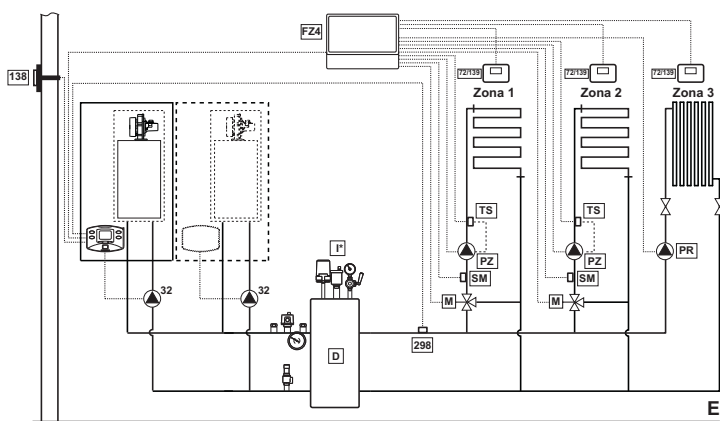 FZ4
138
72/139
72/139
72/139
Zona 1
Zona 2
Zona 3
TS
TS
I*
PZ
PZ
PR
SM
SM
32
32
M
M
298
D
E